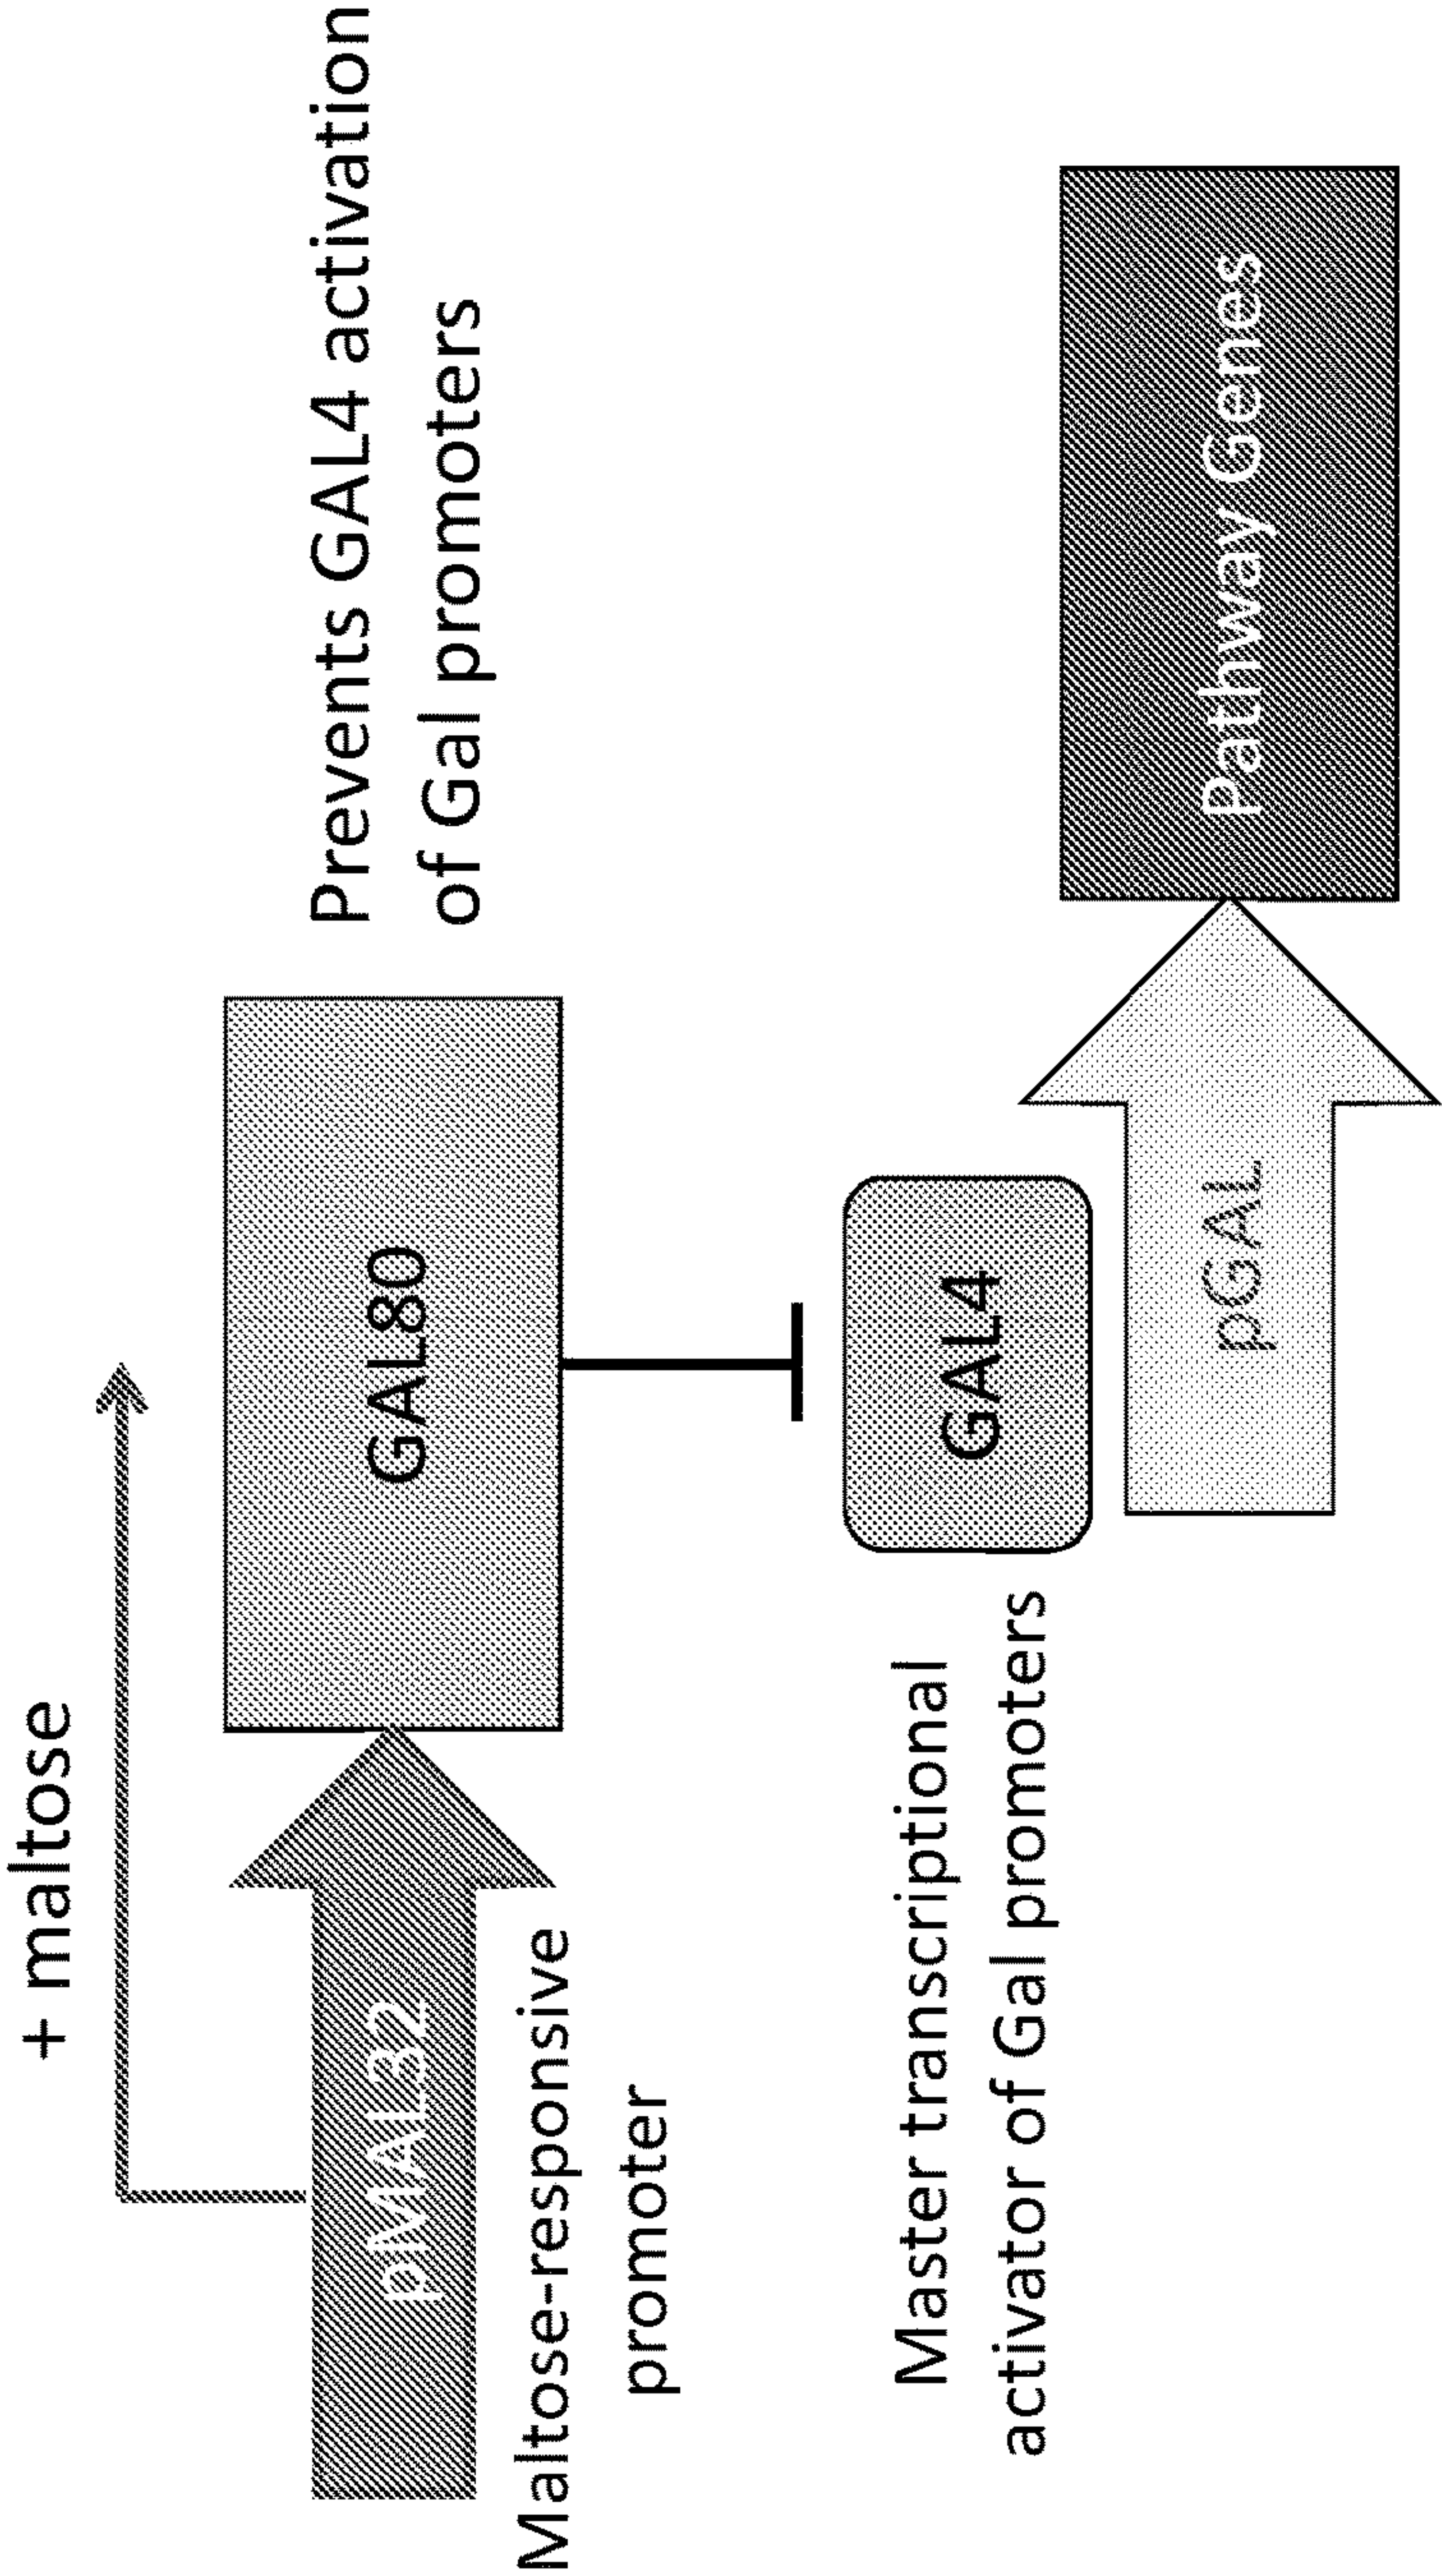 + maltose
pMAL32
GAL80
Prevents GAL4 activation
of Gal promoters
Maltose-responsive
promoter
Master transcriptional
activator of Gal promoters
GAL4
pGAL
Pathway Genes